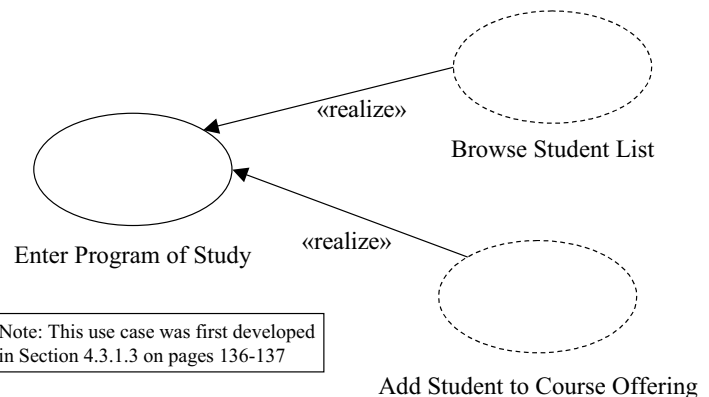 «realize»
Browse Student List
Enter Program of Study
«realize»
Note: This use case was first developed
in Section 4.3.1.3 on pages 136-137
Add Student to Course Offering